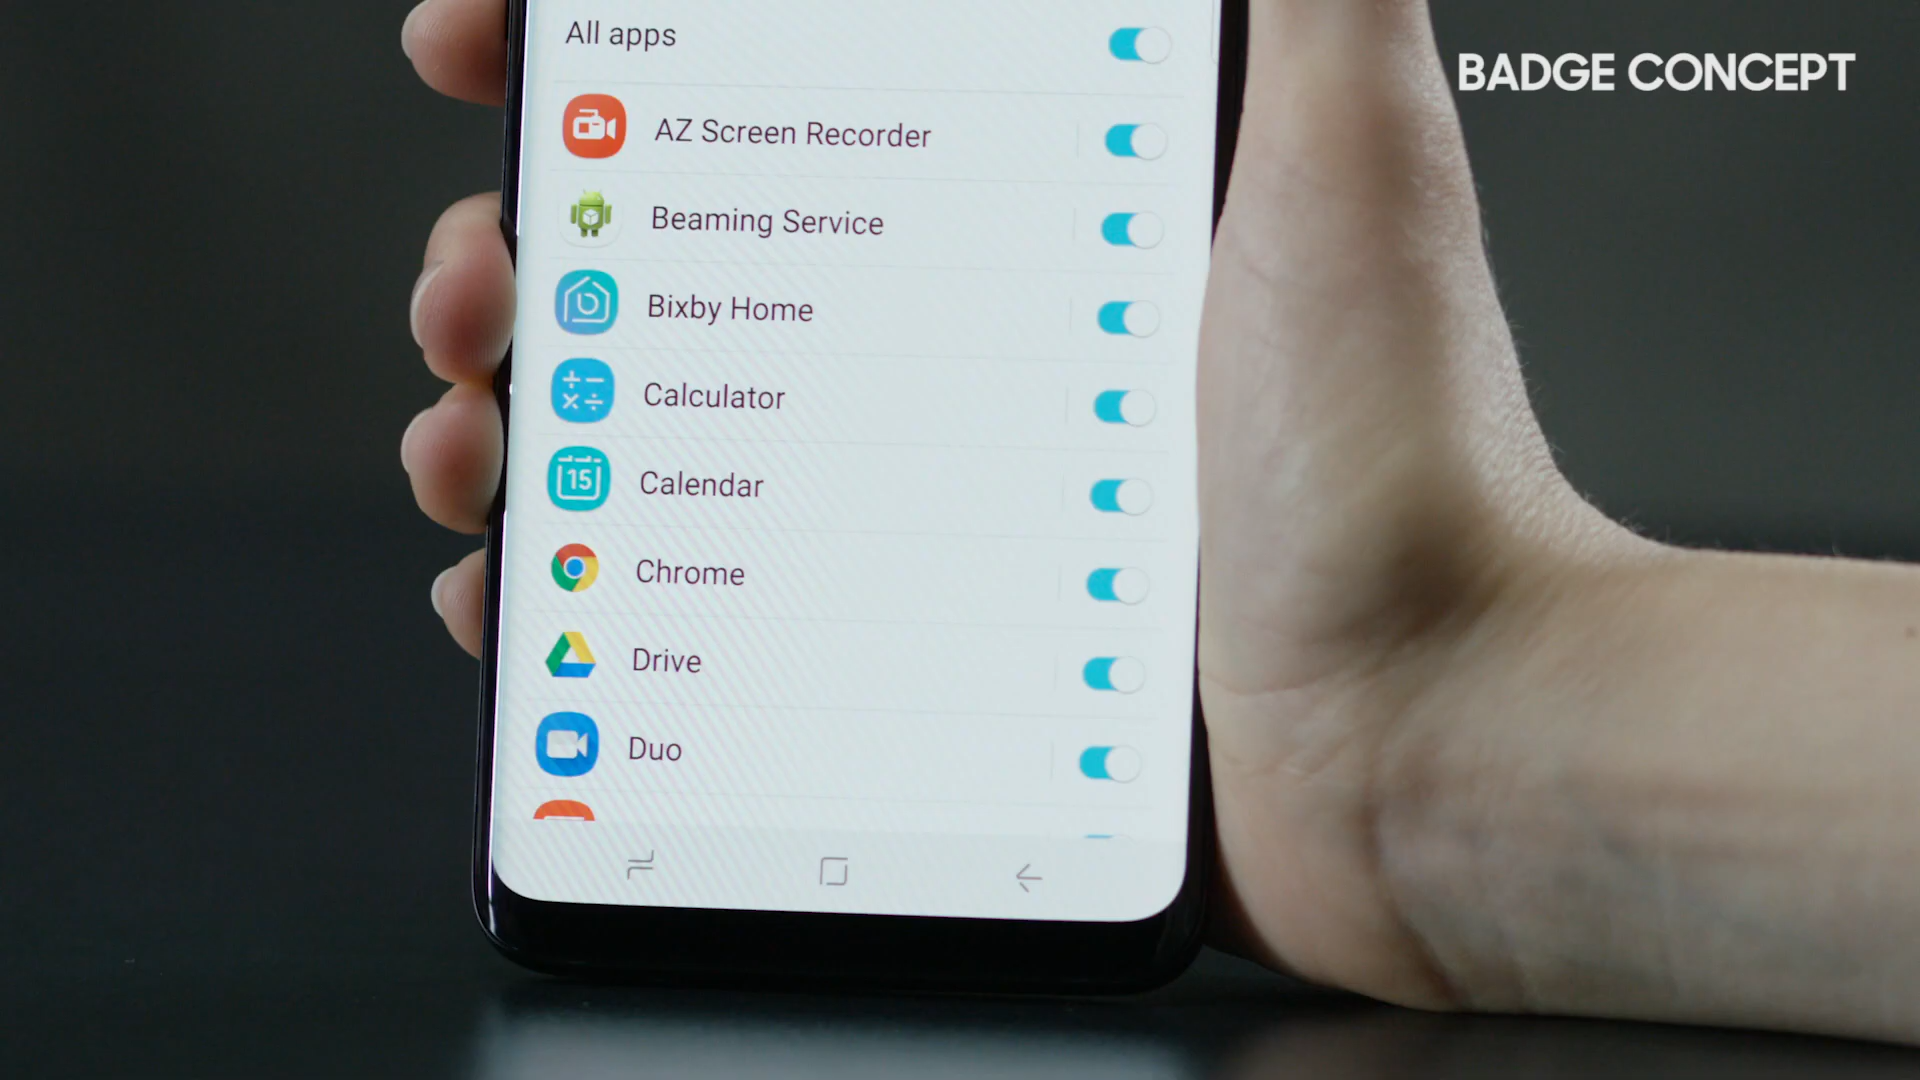 All apps
BADGE CONCEPT
AZ Screen Recorder
Beaming Service
Bixby Home
Calculator
15
Calendar
Chrome
Drive
Duo